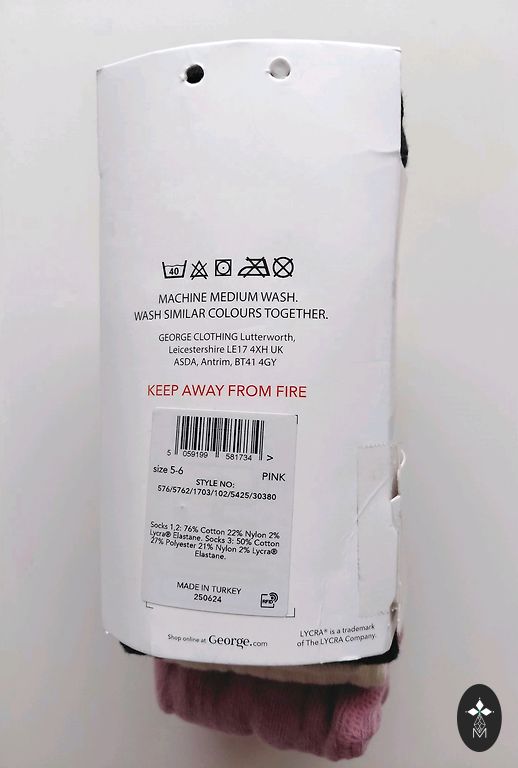 40
MACHINE MEDIUM WASH.
WASH SIMILAR COLOURS TOGETHER.
GEORGE CLOTHING Lutterworth,
Leicestershire LE17 4XH UK
ASDA, Antrim, BT41 4GY
KEEP AWAY FROM FIRE
5 059199 581734 >
size 5-6 PINK
STYLE NO:
576/5762/1703/102/5425/30380
Socks 1,2: 76% Cotton 22% Nylon 2%
Lycra® Elastane. Socks 3: 50% Cotton
27% Polyester 21% Nylon 2% Lycra®
Elastane.
MADE IN TURKEY
250624
RFID
Shop online at George.com
LYCRA® is a trademark
of The LYCRA Company.
M